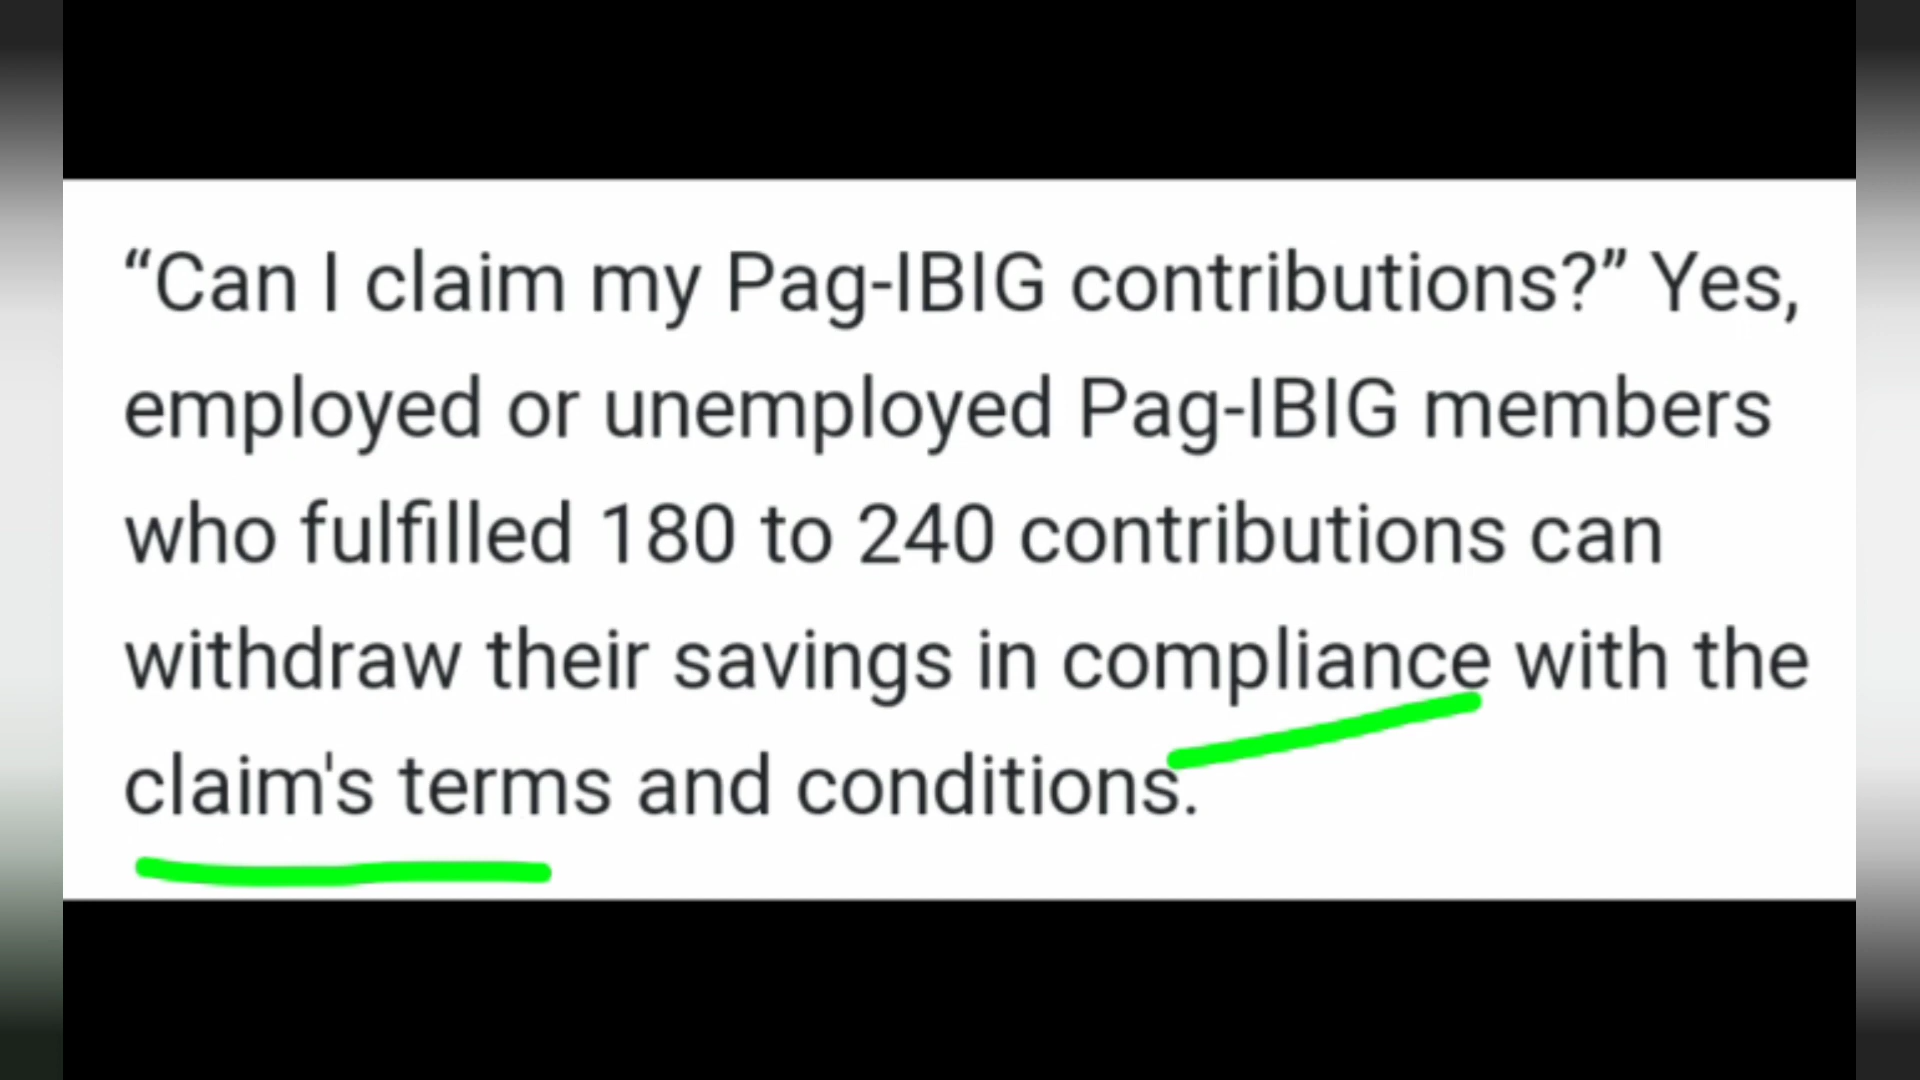 “Can I claim my Pag-IBIG contributions?” Yes,
employed or unemployed Pag-IBIG members
who fulfilled 180 to 240 contributions can
withdraw their savings in compliance with the
claim's terms and conditions.